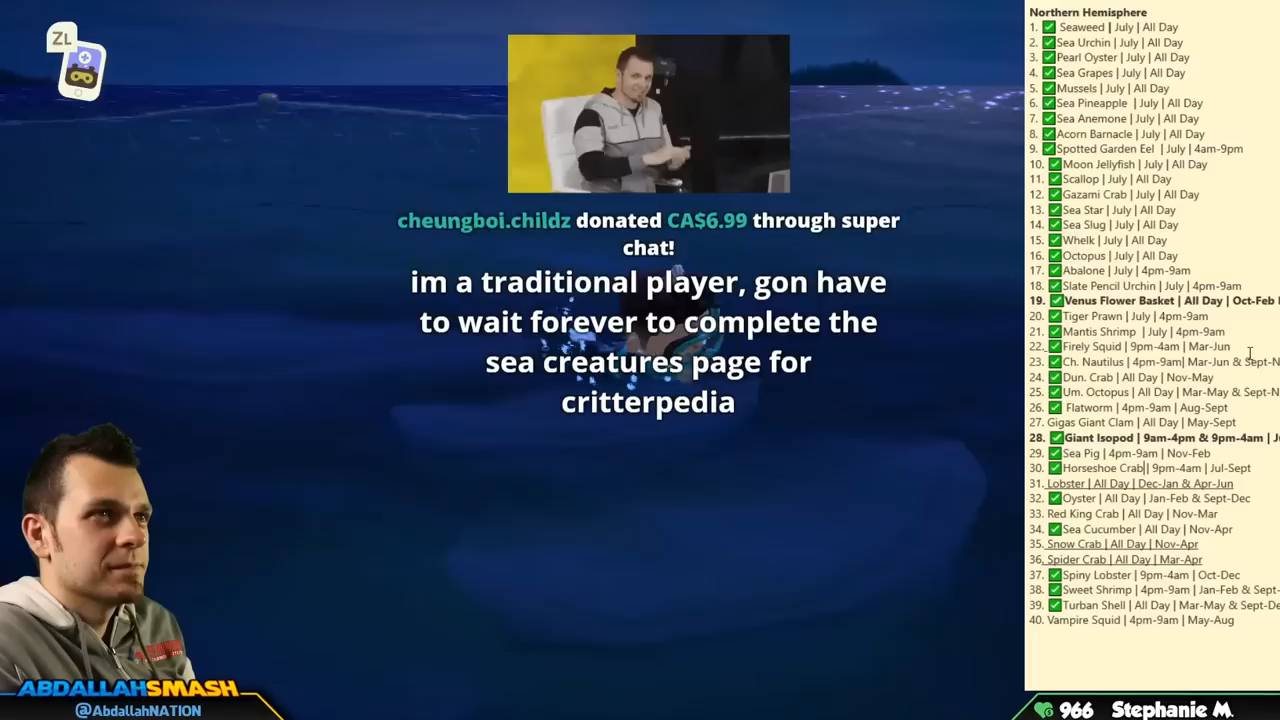 ZL
cheungboi.childz donated CA$6.99 through super
chat!
im a traditional player, gon have
to wait forever to complete the
sea creatures page for
critterpedia
Northern Hemisphere
1. ✅ Seaweed | July | All Day
2. ✅Sea Urchin | July | All Day
3. ✅Pearl Oyster | July | All Day
4. ✅Sea Grapes | July | All Day
5. ✅Mussels | July | All Day
6. ✅Sea Pineapple | July | All Day
7. ✅Sea Anemone | July | All Day
8. ✅Acorn Barnacle | July | All Day
9. ✅Spotted Garden Eel | July | 4am-9pm
10. ✅Moon Jellyfish | July | All Day
11. ✅Scallop | July | All Day
12. ✅Gazami Crab | July | All Day
13. ✅Sea Star | July | All Day
14. ✅Sea Slug | July | All Day
15. ✅Whelk | July | All Day
16. ✅Octopus | July | All Day
17. ✅Abalone | July | 4pm-9am
18. ✅Slate Pencil Urchin | July | 4pm-9am
19. ✅Venus Flower Basket | All Day | Oct-Feb
20. ✅Tiger Prawn | July | 4pm-9am
21. ✅Mantis Shrimp | July | 4pm-9am
22. ✅Firely Squid | 9pm-4am | Mar-Jun
23. ✅Ch. Nautilus | 4pm-9am| Mar-Jun & Sept-N
24. ✅Dun. Crab | All Day | Nov-May
25. ✅Um. Octopus | All Day | Mar-May & Sept-N
26. ✅ Flatworm | 4pm-9am | Aug-Sept
27. Gigas Giant Clam | All Day | May-Sept
28. ✅Giant Isopod | 9am-4pm & 9pm-4am | J
29. ✅Sea Pig | 4pm-9am | Nov-Feb
30. ✅Horseshoe Crab| 9pm-4am | Jul-Sept
31. Lobster | All Day | Dec-Jan & Apr-Jun
32. ✅Oyster | All Day | Jan-Feb & Sept-Dec
33. Red King Crab | All Day | Nov-Mar
34. ✅Sea Cucumber | All Day | Nov-Apr
35. Snow Crab | All Day | Nov-Apr
36. Spider Crab | All Day | Mar-Apr
37. ✅Spiny Lobster | 9pm-4am | Oct-Dec
38. ✅Sweet Shrimp | 4pm-9am | Jan-Feb & Sept-
39. ✅Turban Shell | All Day | Mar-May & Sept-De
40. Vampire Squid | 4pm-9am | May-Aug
ABDALLAHSMASH
@AbdallahNATION
966 Stephanie M.